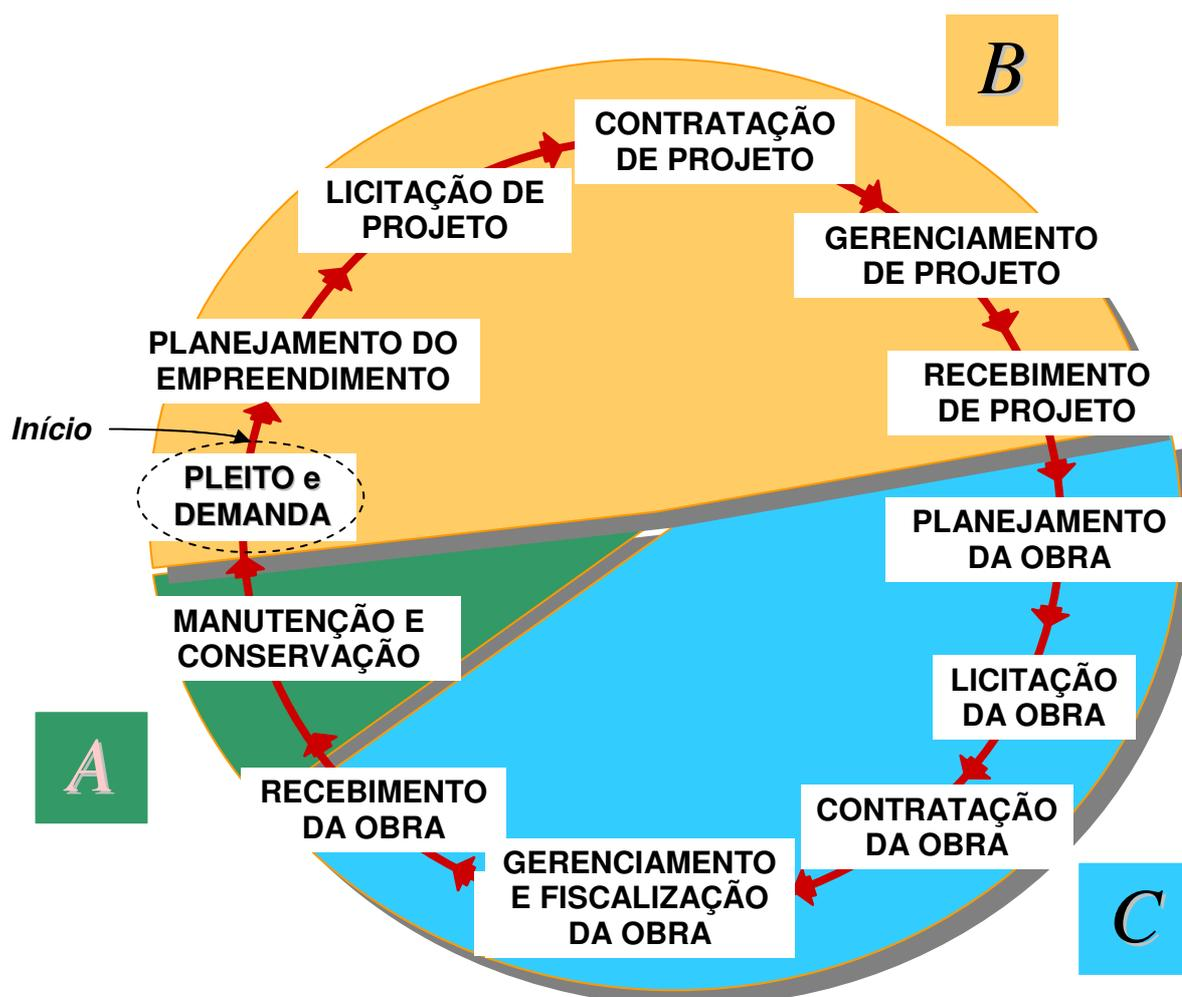 B
CONTRATAÇÃO
DE PROJETO
LICITAÇÃO DE
PROJETO
GERENCIAMENTO
DE PROJETO
PLANEJAMENTO DO
EMPREENDIMENTO
RECEBIMENTO
DE PROJETO
Início
PLEITO e
DEMANDA
PLANEJAMENTO
DA OBRA
MANUTENÇÃO E
CONSERVAÇÃO
LICITAÇÃO
DA OBRA
A
RECEBIMENTO
DA OBRA
CONTRATAÇÃO
DA OBRA
GERENCIAMENTO
E FISCALIZAÇÃO
DA OBRA
C